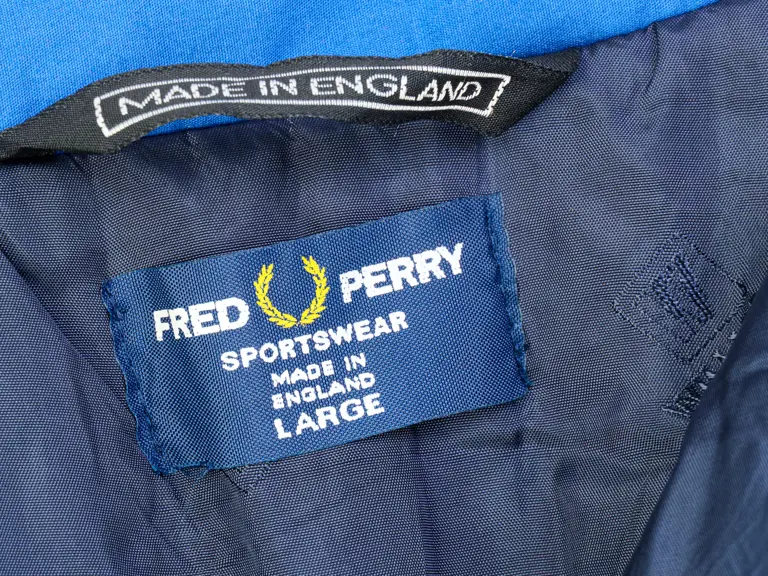 MADE IN ENGLAND
FRED PERRY
SPORTSWEAR
MADE IN
ENGLAND
LARGE